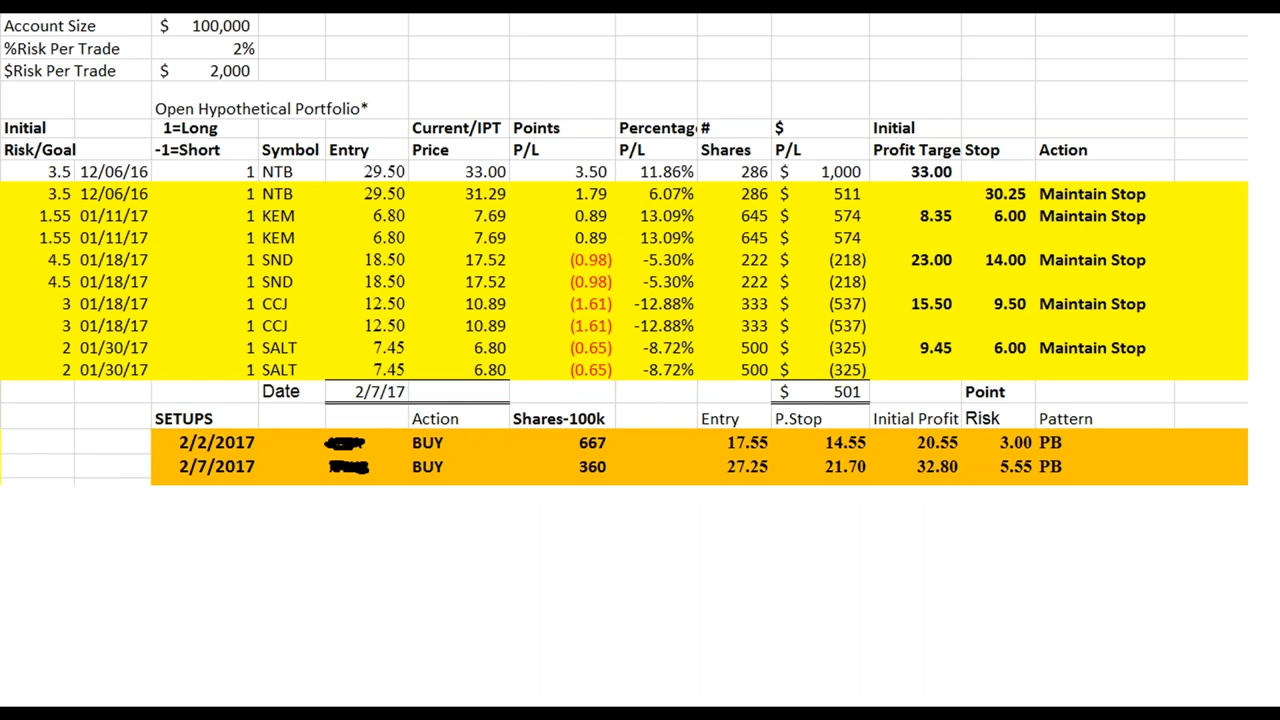 Account Size $ 100,000
%Risk Per Trade 2%
$Risk Per Trade $ 2,000
Open Hypothetical Portfolio*
Initial 1=Long Current/IPT Points Percentag # $ Initial
Risk/Goal -1=Short Symbol Entry Price P/L P/L Shares P/L Profit Targe Stop Action
3.5 12/06/16 1 NTB 29.50 33.00 3.50 11.86% 286 $ 1,000 33.00
3.5 12/06/16 1 NTB 29.50 31.29 1.79 6.07% 286 $ 511 30.25 Maintain Stop
1.55 01/11/17 1 KEM 6.80 7.69 0.89 13.09% 645 $ 574 8.35 6.00 Maintain Stop
1.55 01/11/17 1 KEM 6.80 7.69 0.89 13.09% 645 $ 574
4.5 01/18/17 1 SND 18.50 17.52 (0.98) -5.30% 222 $ (218) 23.00 14.00 Maintain Stop
4.5 01/18/17 1 SND 18.50 17.52 (0.98) -5.30% 222 $ (218)
3 01/18/17 1 CCJ 12.50 10.89 (1.61) -12.88% 333 $ (537) 15.50 9.50 Maintain Stop
3 01/18/17 1 CCJ 12.50 10.89 (1.61) -12.88% 333 $ (537)
2 01/30/17 1 SALT 7.45 6.80 (0.65) -8.72% 500 $ (325) 9.45 6.00 Maintain Stop
2 01/30/17 1 SALT 7.45 6.80 (0.65) -8.72% 500 $ (325)
Date 2/7/17 $ 501 Point
SETUPS Action Shares-100k Entry P.Stop Initial Profit Risk Pattern
2/2/2017 BUY 667 17.55 14.55 20.55 3.00 PB
2/7/2017 BUY 360 27.25 21.70 32.80 5.55 PB